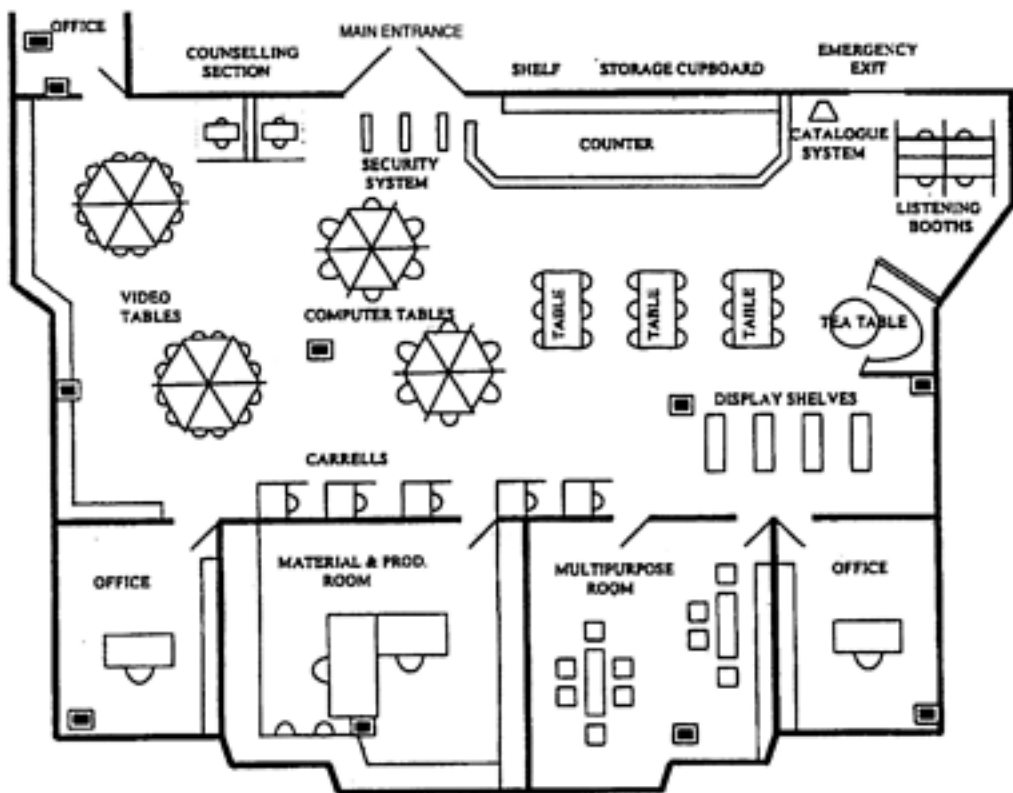 OFFICE
MAIN ENTRANCE
COUNSELLING
SECTION
SHELF
STORAGE CUPBOARD
EMERGENCY
EXIT
COUNTER
CATALOGUE
SYSTEM
SECURITY
SYSTEM
LISTENING
BOOTHS
VIDEO
TABLES
COMPUTER TABLES
TABLE
TABLE
TABLE
TEA TABLE
DISPLAY SHELVES
CARRELLS
OFFICE
MATERIAL & PROD.
ROOM
MULTIPURPOSE
ROOM
OFFICE